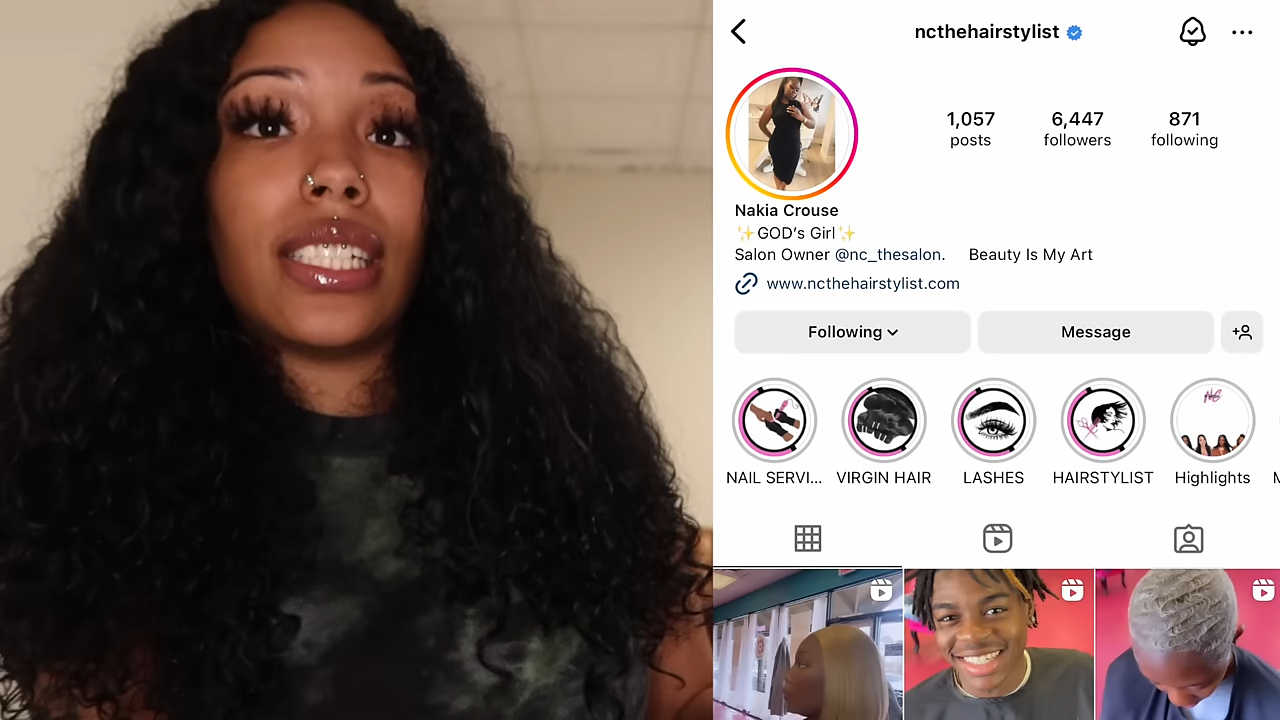 ncthehairstylist
1,057 6,447 871
posts followers following
Nakia Crouse
✨GOD's Girl✨
Salon Owner @nc_thesalon. Beauty Is My Art
www.ncthehairstylist.com
Following Message
NAIL SERVI... VIRGIN HAIR LASHES HAIRSTYLIST Highlights M